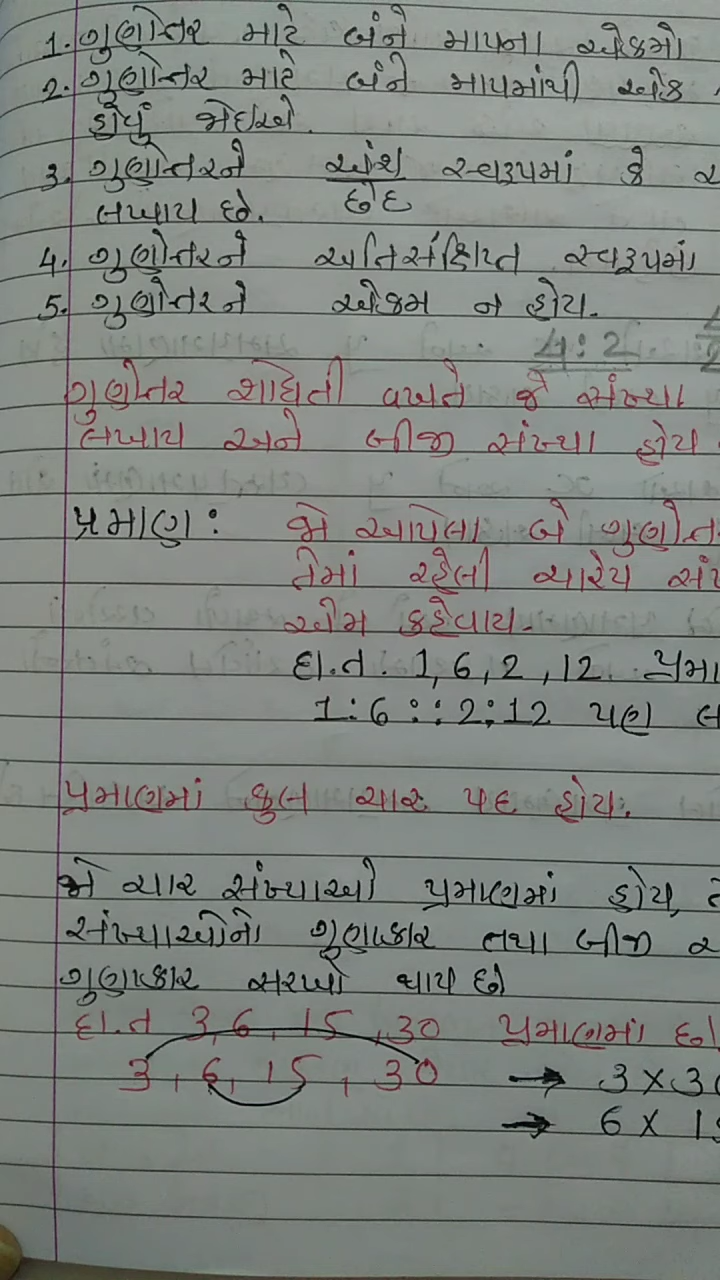 1. ગુણોત્તર માટે બંને માપના એકમો
2. ગુણોત્તર માટે બંને માપમાંથી એક
હોવું જોઇએ.
3. ગુણોત્તરને અંશ સ્વરૂપમાં કે
છેદ
લખાય છે.
4. ગુણોત્તરને અતિસંક્ષિપ્ત સ્વરૂપમાં
5. ગુણોત્તરને એકમ ન હોય.
4:2
ગુણોત્તર શોધતી વખતે જે સંખ્યા
લખાય અને બીજી સંખ્યા હોય
પ્રમાણ: જો આપેલા બે ગુણોત
તેમાં રહેલી ચારેય સં
એમ કહેવાય.
દા.ત. 1, 6, 2, 12. પ્રમા
1:6::2:12 પણ લ
પ્રમાણમાં કુલ ચાર પદ હોય.
જો ચાર સંખ્યાઓ પ્રમાણમાં હોય,
સંખ્યાઓનો ગુણાકાર તથા બીજી
ગુણાકાર સરખો થાય છે
દા.ત 3, 6, 15, 30 પ્રમાણમાં છે
3, 6, 15, 30 → 3 × 30
→ 6 × 1